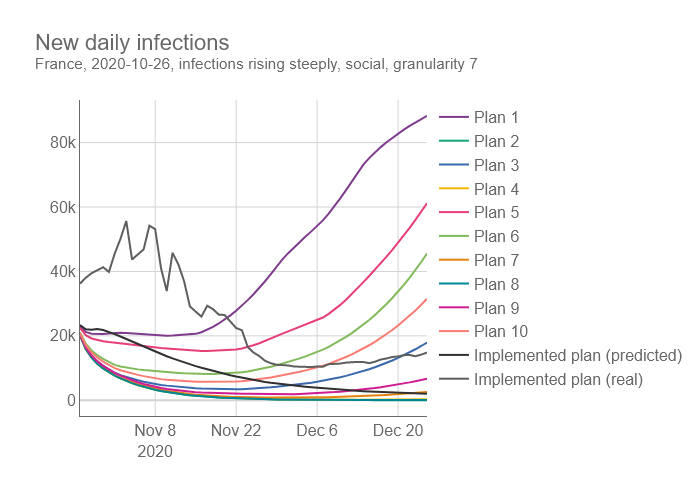 New daily infections
France, 2020-10-26, infections rising steeply, social, granularity 7
80k
60k
40k
20k
0
Nov 8
2020
Nov 22
Dec 6
Dec 20
Plan 1
Plan 2
Plan 3
Plan 4
Plan 5
Plan 6
Plan 7
Plan 8
Plan 9
Plan 10
Implemented plan (predicted)
Implemented plan (real)